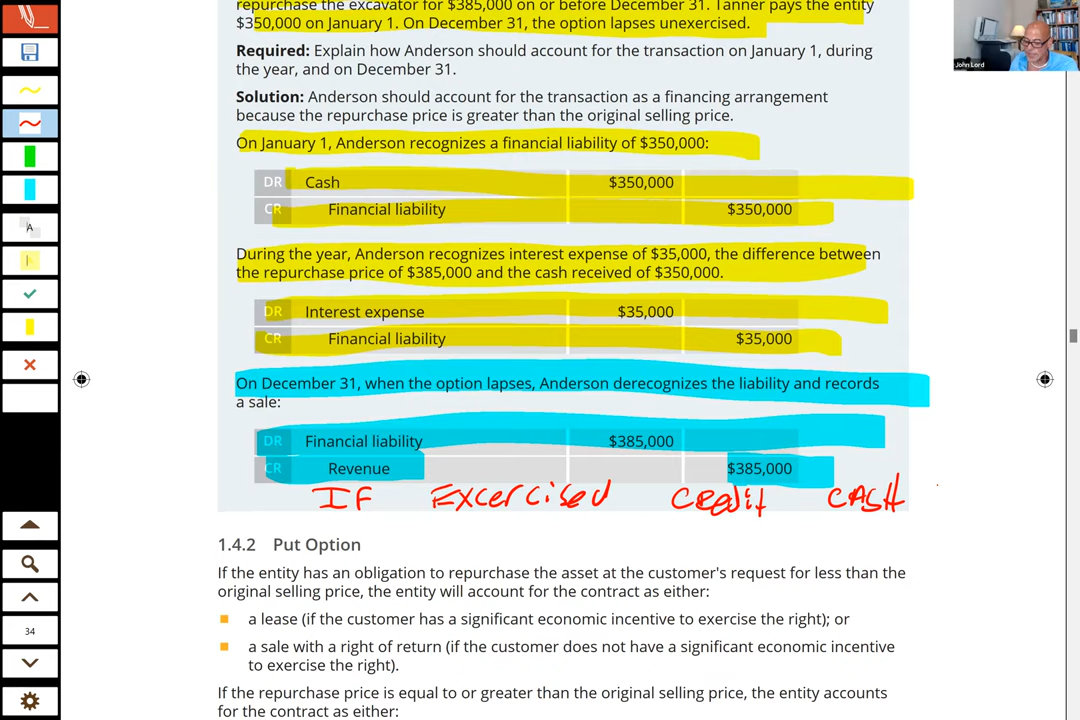 repurchase the excavator for $385,000 on or before December 31. Tanner pays the entity
$350,000 on January 1. On December 31, the option lapses unexercised.
John Lord
Required: Explain how Anderson should account for the transaction on January 1, during
the year, and on December 31.
Solution: Anderson should account for the transaction as a financing arrangement
because the repurchase price is greater than the original selling price.
On January 1, Anderson recognizes a financial liability of $350,000:
DR Cash $350,000
CR Financial liability $350,000
During the year, Anderson recognizes interest expense of $35,000, the difference between
the repurchase price of $385,000 and the cash received of $350,000.
DR Interest expense $35,000
CR Financial liability $35,000
On December 31, when the option lapses, Anderson derecognizes the liability and records
a sale:
DR Financial liability $385,000
CR Revenue $385,000
IF Excercised Credit CASH
1.4.2 Put Option
If the entity has an obligation to repurchase the asset at the customer's request for less than the
original selling price, the entity will account for the contract as either:
a lease (if the customer has a significant economic incentive to exercise the right); or
a sale with a right of return (if the customer does not have a significant economic incentive
to exercise the right).
If the repurchase price is equal to or greater than the original selling price, the entity accounts
for the contract as either:
A
34